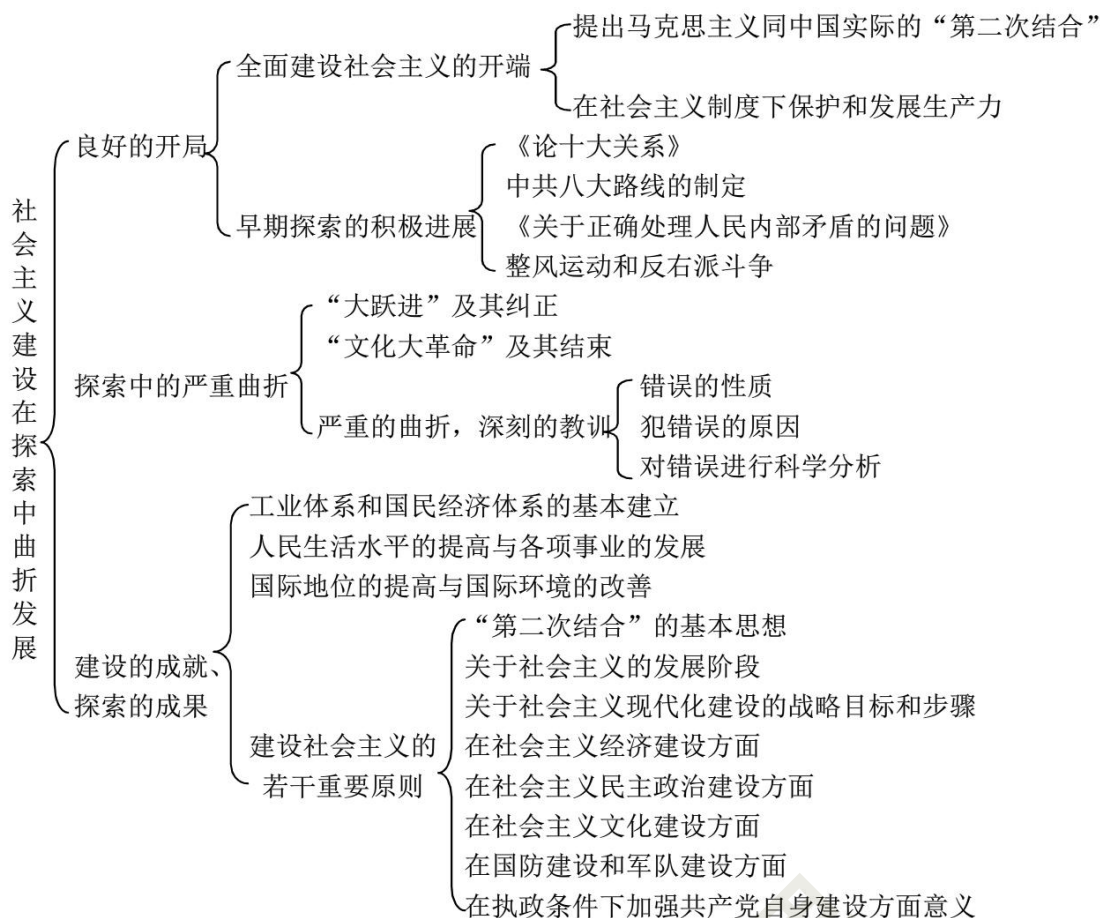 社会主义建设在探索中曲折发展
良好的开局
全面建设社会主义的开端
提出马克思主义同中国实际的“第二次结合”
在社会主义制度下保护和发展生产力
早期探索的积极进展
《论十大关系》
中共八大路线的制定
《关于正确处理人民内部矛盾的问题》
整风运动和反右派斗争
探索中的严重曲折
“大跃进”及其纠正
“文化大革命”及其结束
严重的曲折，深刻的教训
错误的性质
犯错误的原因
对错误进行科学分析
建设的成就、
探索的成果
工业体系和国民经济体系的基本建立
人民生活水平的提高与各项事业的发展
国际地位的提高与国际环境的改善
建设社会主义的
若干重要原则
“第二次结合”的基本思想
关于社会主义的发展阶段
关于社会主义现代化建设的战略目标和步骤
在社会主义经济建设方面
在社会主义民主政治建设方面
在社会主义文化建设方面
在国防建设和军队建设方面
在执政条件下加强共产党自身建设方面意义